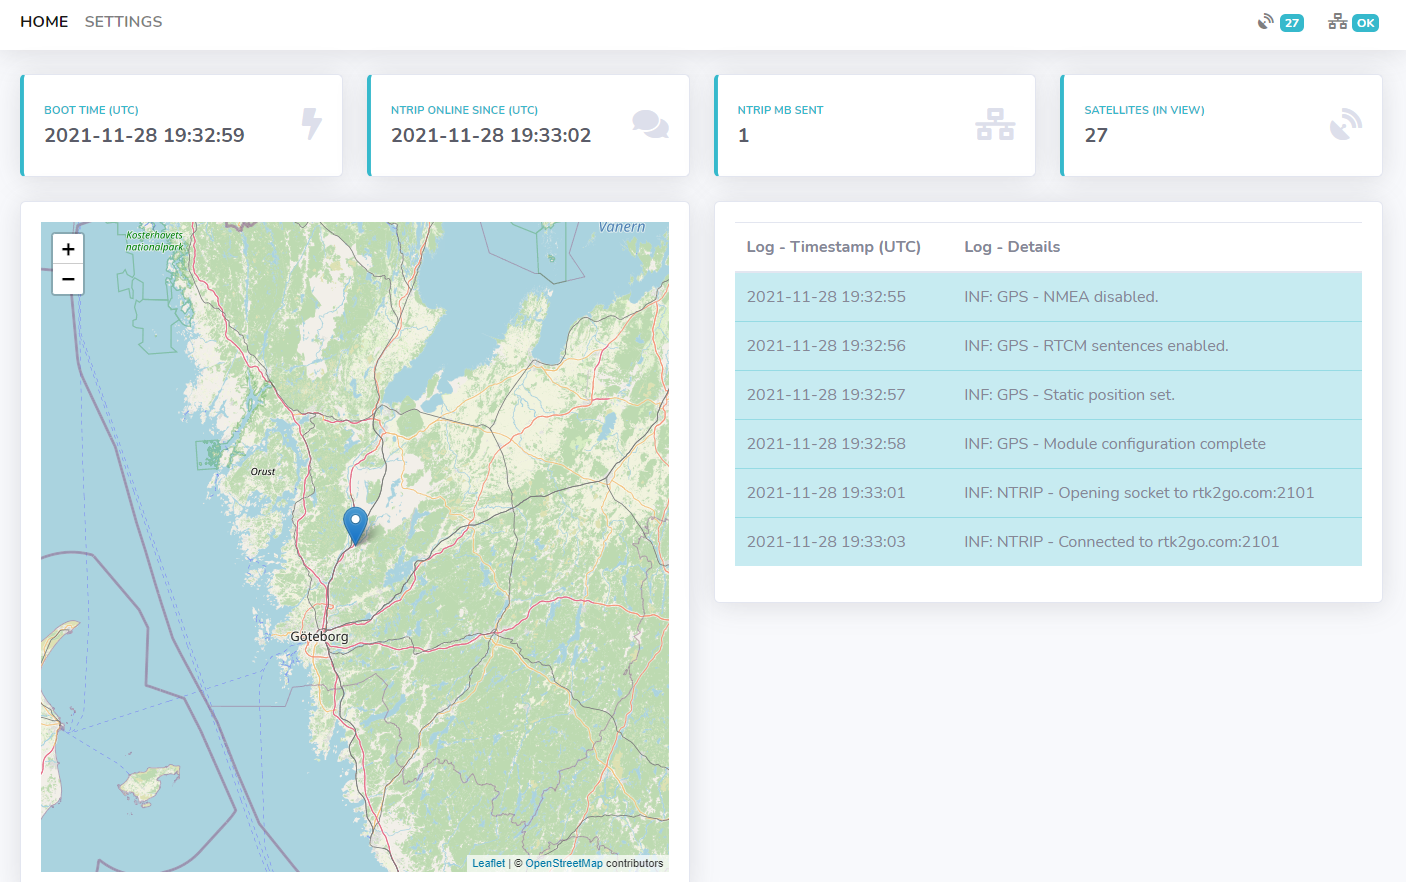 HOME SETTINGS 27 OK
BOOT TIME (UTC)
2021-11-28 19:32:59
NTRIP ONLINE SINCE (UTC)
2021-11-28 19:33:02
NTRIP MB SENT
1
SATELLITES (IN VIEW)
27
+
−
Kosterhavets
nationalpark
Vänern
Orust
Göteborg
Leaflet | © OpenStreetMap contributors
Log - Timestamp (UTC) Log - Details
2021-11-28 19:32:55 INF: GPS - NMEA disabled.
2021-11-28 19:32:56 INF: GPS - RTCM sentences enabled.
2021-11-28 19:32:57 INF: GPS - Static position set.
2021-11-28 19:32:58 INF: GPS - Module configuration complete
2021-11-28 19:33:01 INF: NTRIP - Opening socket to rtk2go.com:2101
2021-11-28 19:33:03 INF: NTRIP - Connected to rtk2go.com:2101